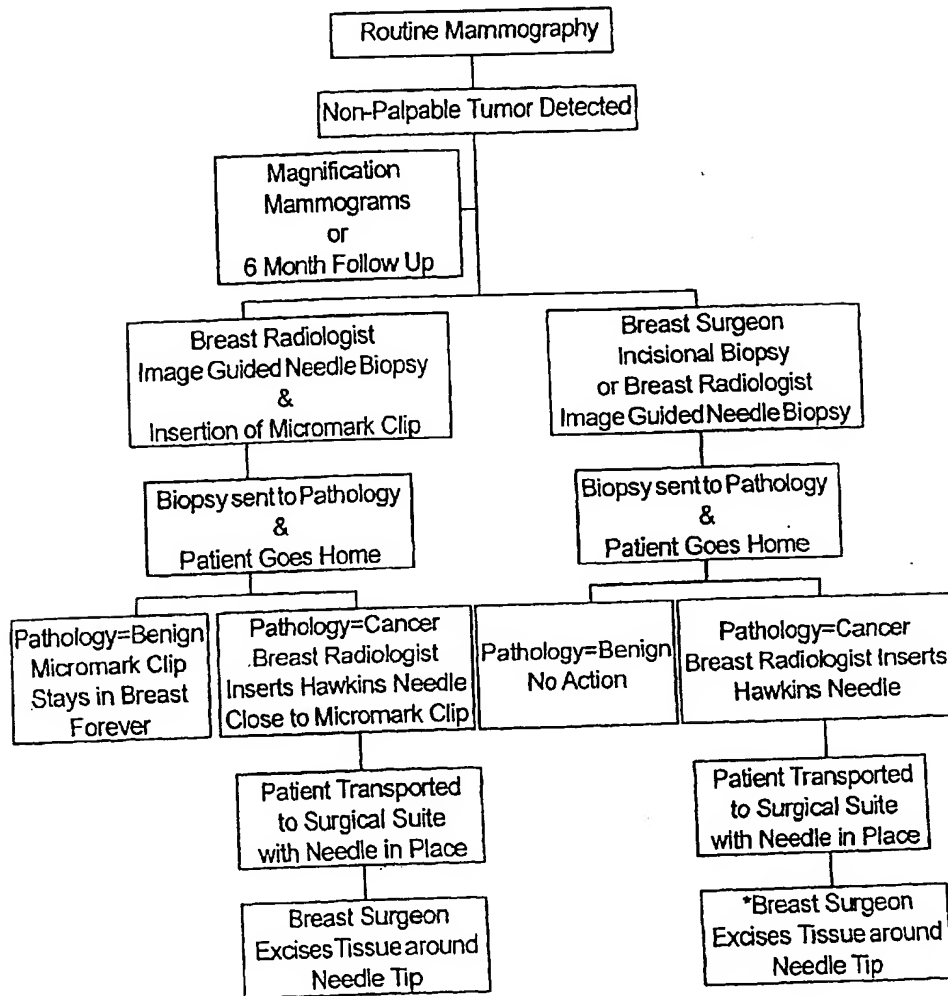 Routine Mammography
Non-Palpable Tumor Detected
Magnification
Mammograms
or
6 Month Follow Up
Breast Radiologist
Image Guided Needle Biopsy
&
Insertion of Micromark Clip
Breast Surgeon
Incisional Biopsy
or Breast Radiologist
Image Guided Needle Biopsy
Biopsy sent to Pathology
&
Patient Goes Home
Biopsy sent to Pathology
&
Patient Goes Home
Pathology=Benign
Micromark Clip
Stays in Breast
Forever
Pathology=Cancer
Breast Radiologist
Inserts Hawkins Needle
Close to Micromark Clip
Pathology=Benign
No Action
Pathology=Cancer
Breast Radiologist Inserts
Hawkins Needle
Patient Transported
to Surgical Suite
with Needle in Place
Patient Transported
to Surgical Suite
with Needle in Place
Breast Surgeon
Excises Tissue around
Needle Tip
*Breast Surgeon
Excises Tissue around
Needle Tip